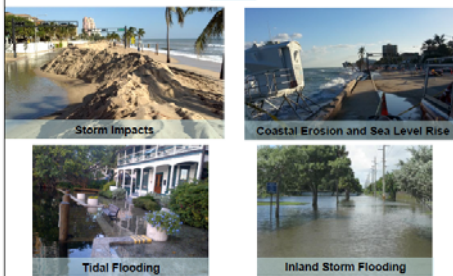 Storm Impacts
Coastal Erosion and Sea Level Rise
Tidal Flooding
Inland Storm Flooding